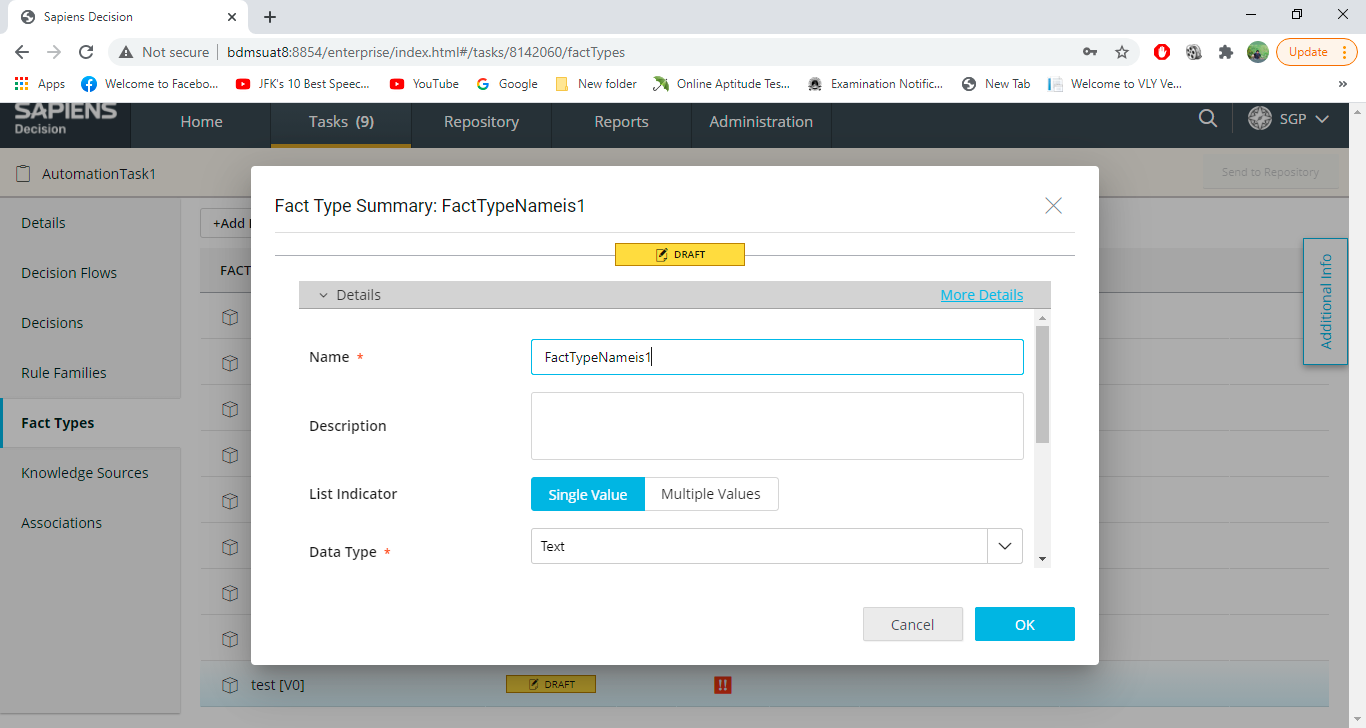 Sapiens Decision
Not secure bdmsuat8:8854/enterprise/index.html#/tasks/8142060/factTypes
Update
Apps Welcome to Facebo... JFK's 10 Best Speec... YouTube Google New folder Online Aptitude Tes... Examination Notific... New Tab Welcome to VLY Ve... »
SAPIENS
Decision
Home Tasks (9) Repository Reports Administration SGP
AutomationTask1 Send to Repository
Details
Decision Flows
Decisions
Rule Families
Fact Types
Knowledge Sources
Associations
+Add
FACT
Additional Info
Fact Type Summary: FactTypeNameis1
DRAFT
Details More Details
Name * FactTypeNameis1
Description
List Indicator Single Value Multiple Values
Data Type * Text
Cancel OK
test [V0] DRAFT !!